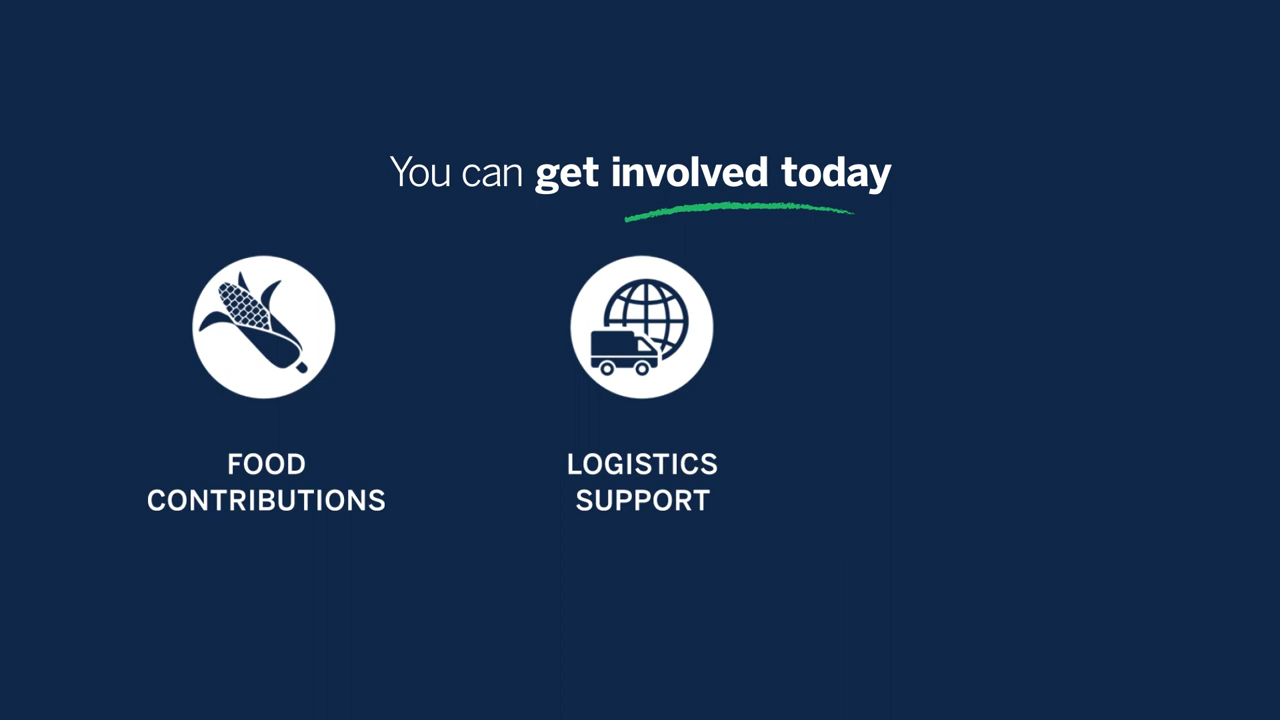 You can get involved today
FOOD
CONTRIBUTIONS
LOGISTICS
SUPPORT